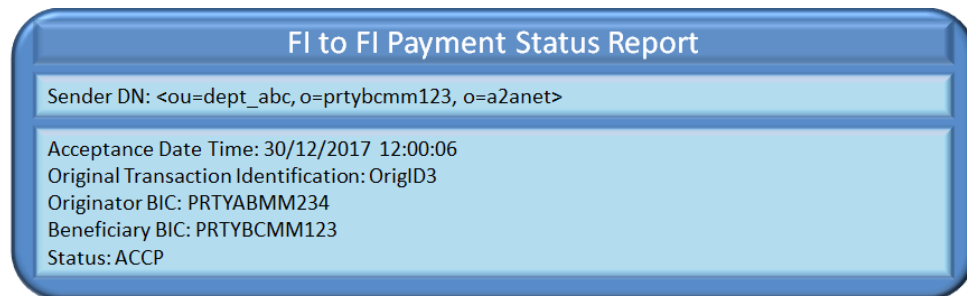 FI to FI Payment Status Report
Sender DN: <ou=dept_abc, o=prtybcmm123, o=a2anet>
Acceptance Date Time: 30/12/2017 12:00:06
Original Transaction Identification: OrigID3
Originator BIC: PRTYABMM234
Beneficiary BIC: PRTYBCMM123
Status: ACCP